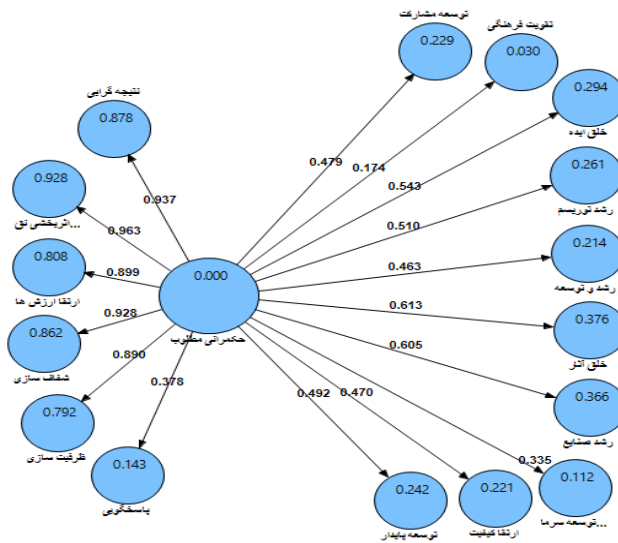 توسعه مشارکت
0.229
تقویت فرهنگی
0.030
0.294
خلق ایده
نتیجه گرایی
0.878
0.479
0.174
0.543
0.261
رشد توریسم
0.928
اثربخشی نق...
0.937
0.963
0.510
0.808
ارتقا ارزش ها
0.899
0.000
حکمرانی مطلوب
0.463
0.214
رشد و توسعه
0.862
شفاف سازی
0.928
0.613
0.376
خلق آثار
0.890
0.378
0.605
0.366
رشد صنایع
0.792
ظرفیت سازی
0.492
0.470
0.335
0.143
پاسخگویی
0.242
توسعه پایدار
0.221
ارتقا کیفیت
0.112
توسعه سرما...